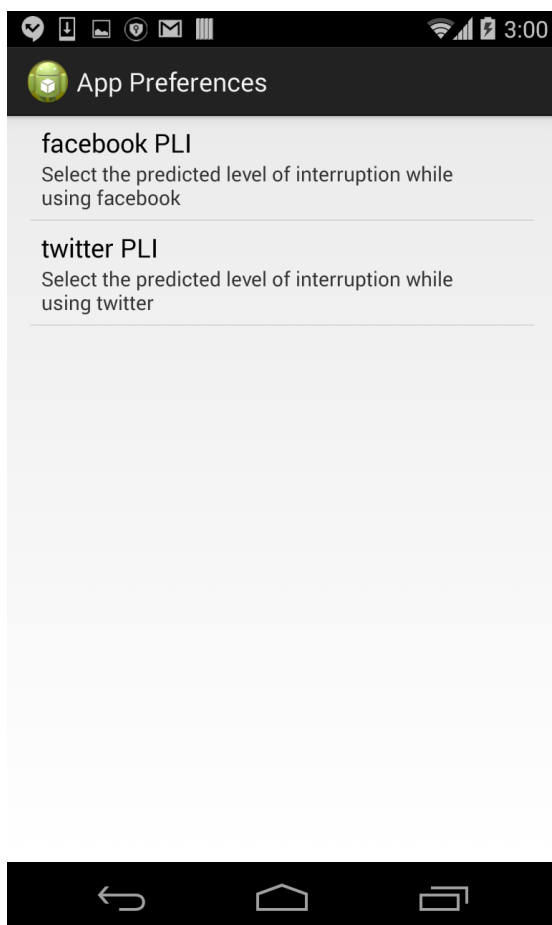 3:00
App Preferences
facebook PLI
Select the predicted level of interruption while
using facebook
twitter PLI
Select the predicted level of interruption while
using twitter